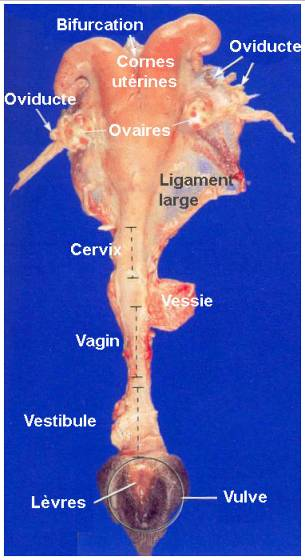 Bifurcation
Oviducte
Cornes
utérines
Oviducte
Ovaires
Ligament
large
Cervix
Vessie
Vagin
Vestibule
Lèvres
Vulve